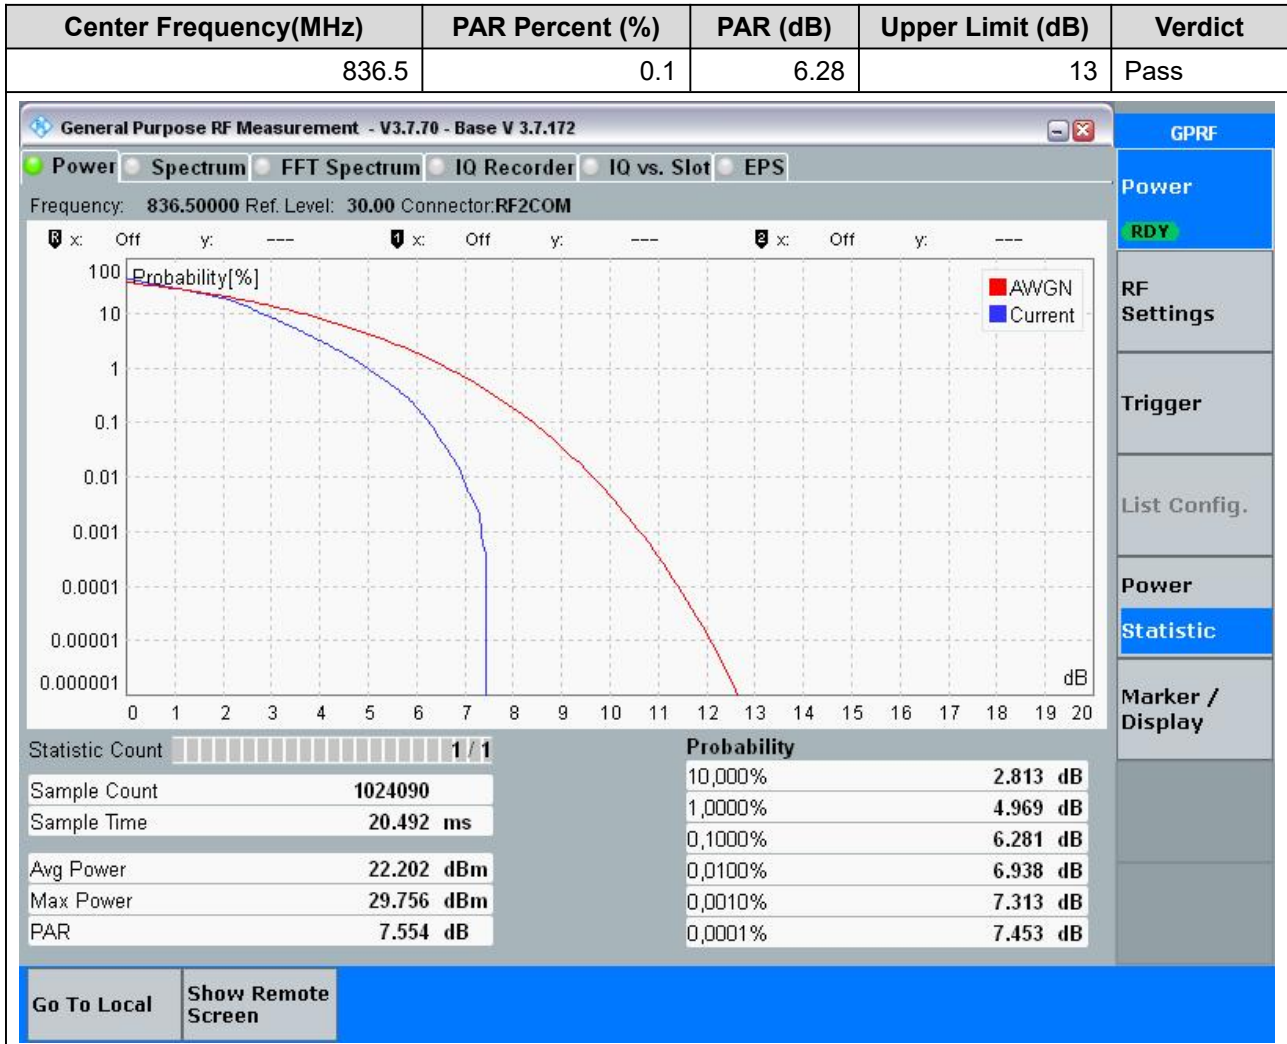 Center Frequency(MHz) PAR Percent (%) PAR (dB) Upper Limit (dB) Verdict
836.5 0.1 6.28 13 Pass
General Purpose RF Measurement - V3.7.70 - Base V 3.7.172
GPRF
Power Spectrum FFT Spectrum IQ Recorder IQ vs. Slot EPS
Frequency: 836.50000 Ref. Level: 30.00 Connector:RF2COM
R x: Off y: --- 1 x: Off y: --- 2 x: Off y: ---
Probability[%]
AWGN
Current
100
10
1
0.1
0.01
0.001
0.0001
0.00001
0.000001
dB
0 1 2 3 4 5 6 7 8 9 10 11 12 13 14 15 16 17 18 19 20
Statistic Count 1 / 1
Sample Count 1024090
Sample Time 20.492 ms
Avg Power 22.202 dBm
Max Power 29.756 dBm
PAR 7.554 dB
Probability
10,000% 2.813 dB
1,0000% 4.969 dB
0,1000% 6.281 dB
0,0100% 6.938 dB
0,0010% 7.313 dB
0,0001% 7.453 dB
Power
RDY
RF
Settings
Trigger
List Config.
Power
Statistic
Marker /
Display
Go To Local
Show Remote
Screen